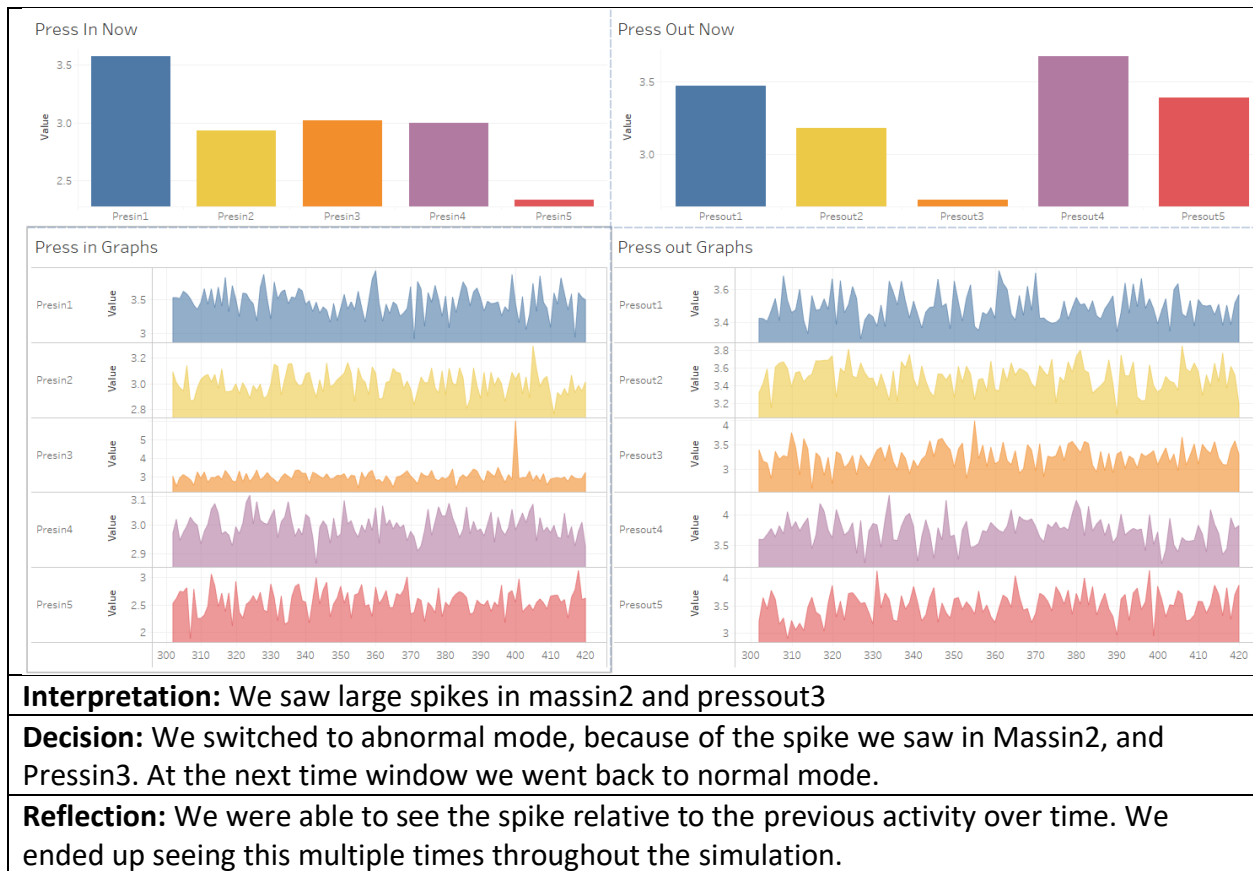 Press In Now
Value
3.5
3.0
2.5
Presin1 Presin2 Presin3 Presin4 Presin5
Press Out Now
Value
3.5
3.0
Presout1 Presout2 Presout3 Presout4 Presout5
Press in Graphs
Presin1 Value 3.5 3
Presin2 Value 3.2 3.0 2.8
Presin3 Value 5 4 3
Presin4 Value 3.1 3.0 2.9
Presin5 Value 3 2
300 310 320 330 340 350 360 370 380 390 400 410 420
Press out Graphs
Presout1 Value 3.6 3.4
Presout2 Value 3.8 3.6 3.4 3.2
Presout3 Value 4 3.5 3
Presout4 Value 4 3.5
Presout5 Value 4 3.5 3
300 310 320 330 340 350 360 370 380 390 400 410 420
Interpretation: We saw large spikes in massin2 and pressout3
Decision: We switched to abnormal mode, because of the spike we saw in Massin2, and
Pressin3. At the next time window we went back to normal mode.
Reflection: We were able to see the spike relative to the previous activity over time. We
ended up seeing this multiple times throughout the simulation.